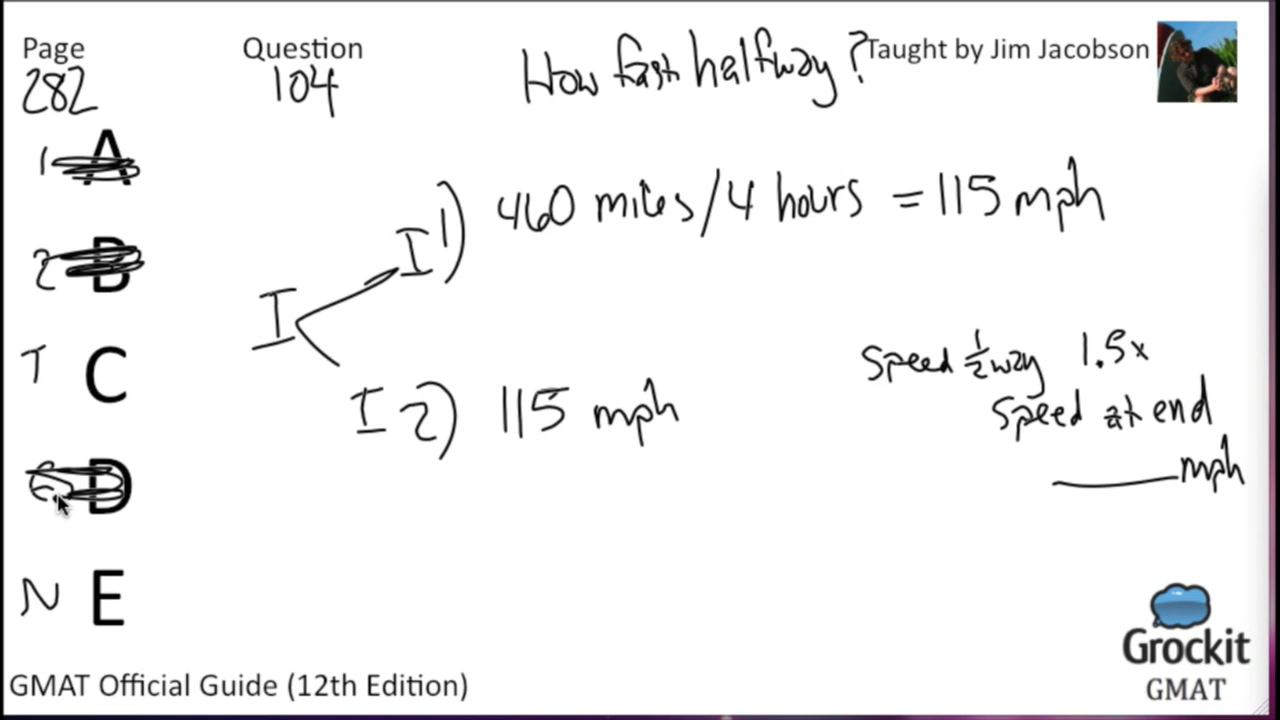 Page
Question
How fast halfway?
Taught by Jim Jacobson
282
104
1 A
I 1) 460 miles/4 hours = 115 mph
2 B
I
Speed 1/2 way 1.5x
T C
Speed at end
I 2) 115 mph
____mph
D
N E
Grockit
GMAT
GMAT Official Guide (12th Edition)